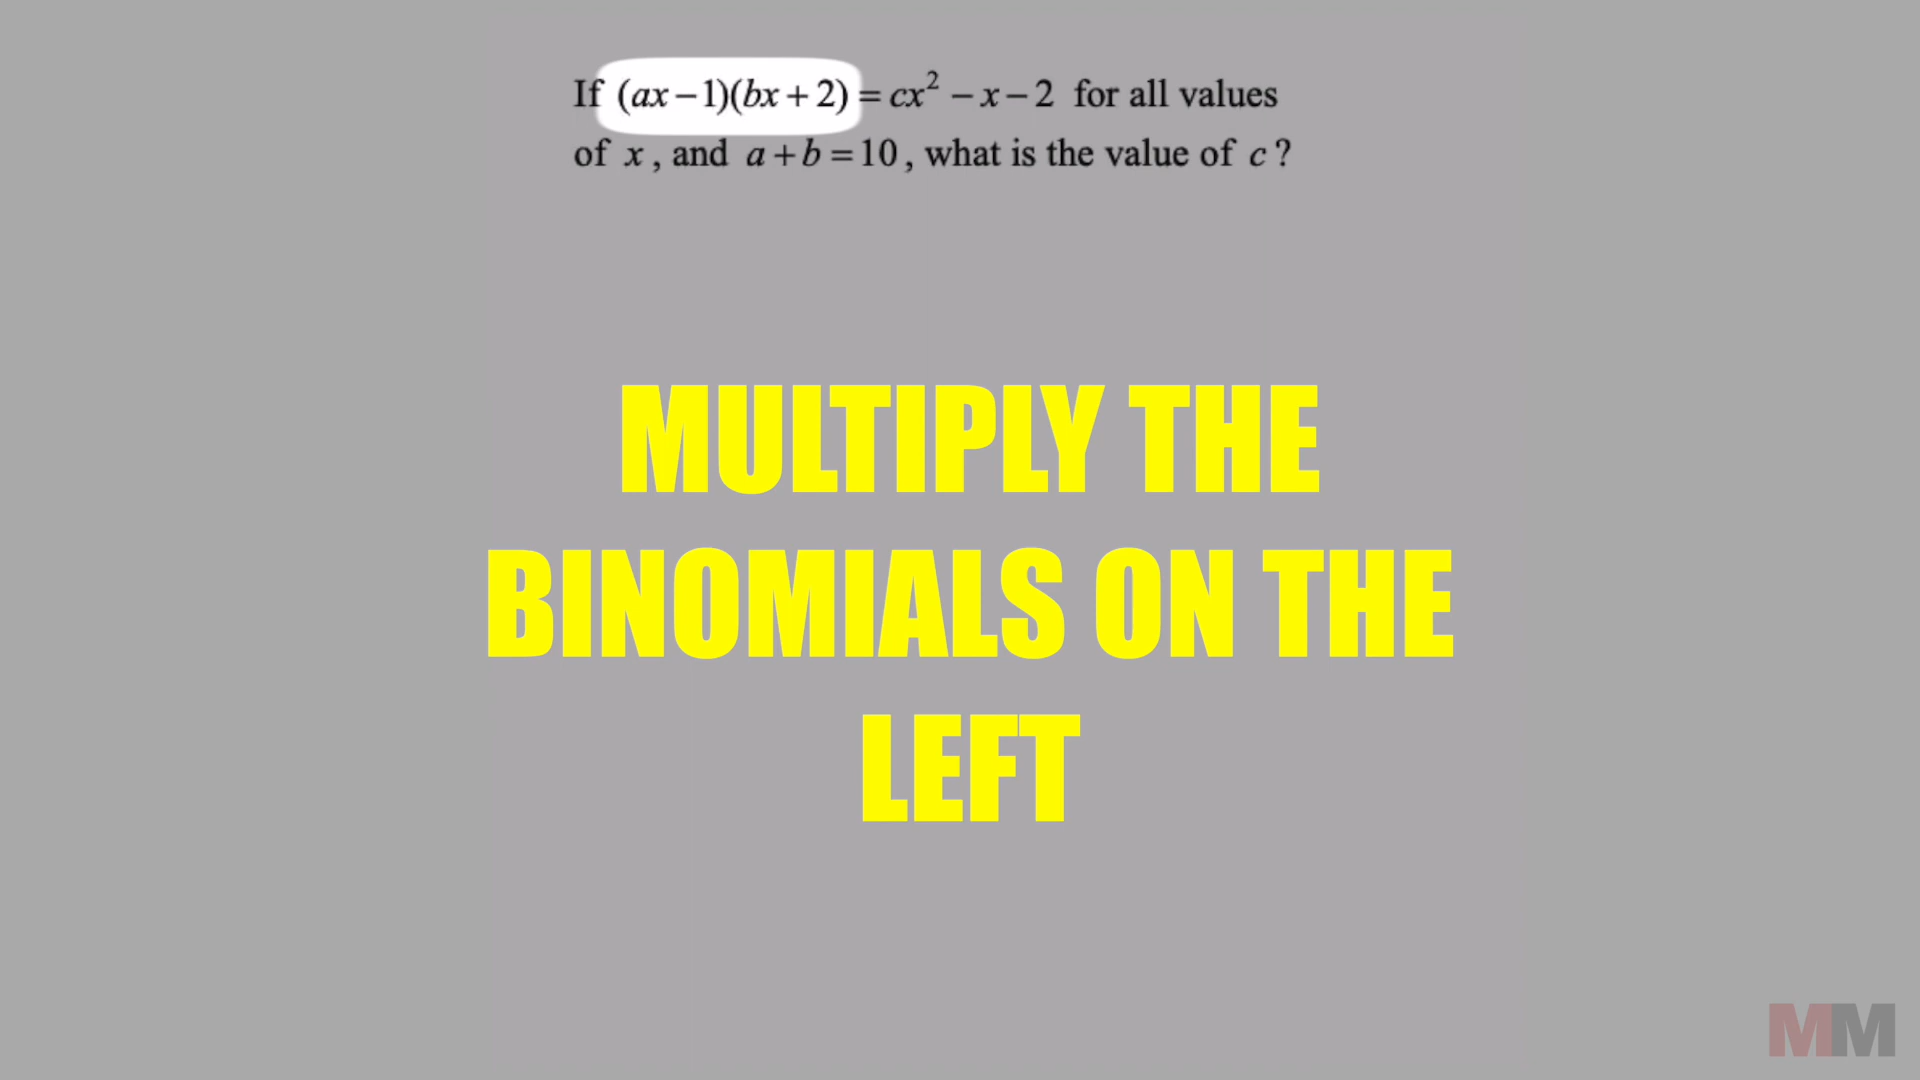 If (ax − 1)(bx + 2) = cx² − x − 2 for all values
of x, and a + b = 10, what is the value of c?
MULTIPLY THE
BINOMIALS ON THE
LEFT
MM